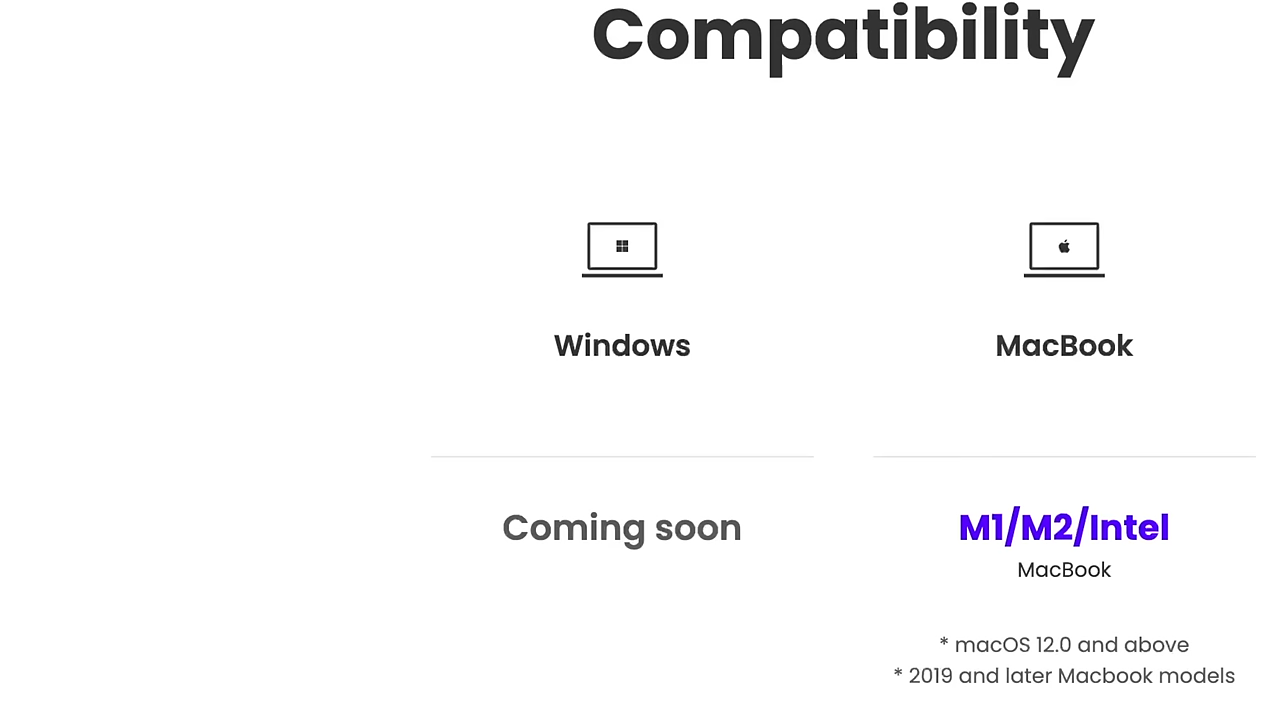 Compatibility
Windows
MacBook
Coming soon
M1/M2/Intel
MacBook
* macOS 12.0 and above
* 2019 and later Macbook models